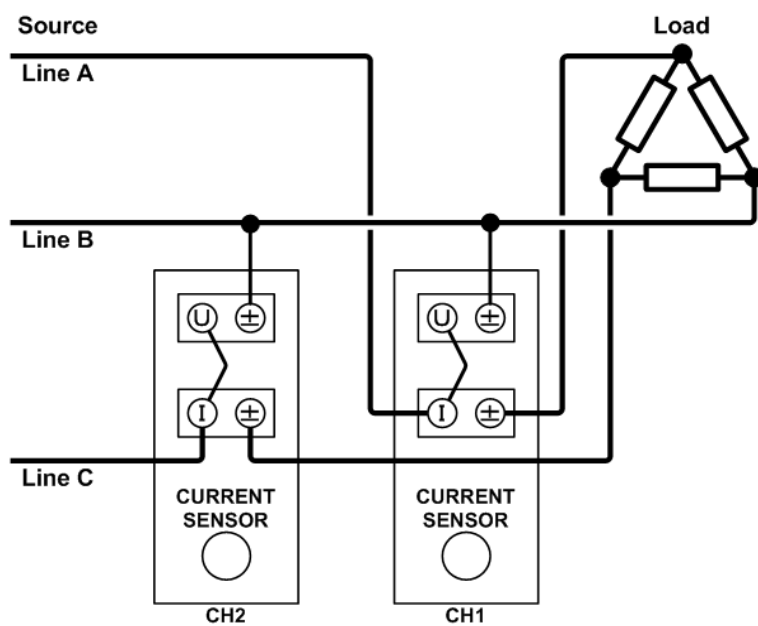 Source
Load
Line A
Line B
U ±
U ±
I ±
I ±
Line C
CURRENT
SENSOR
CURRENT
SENSOR
CH2
CH1